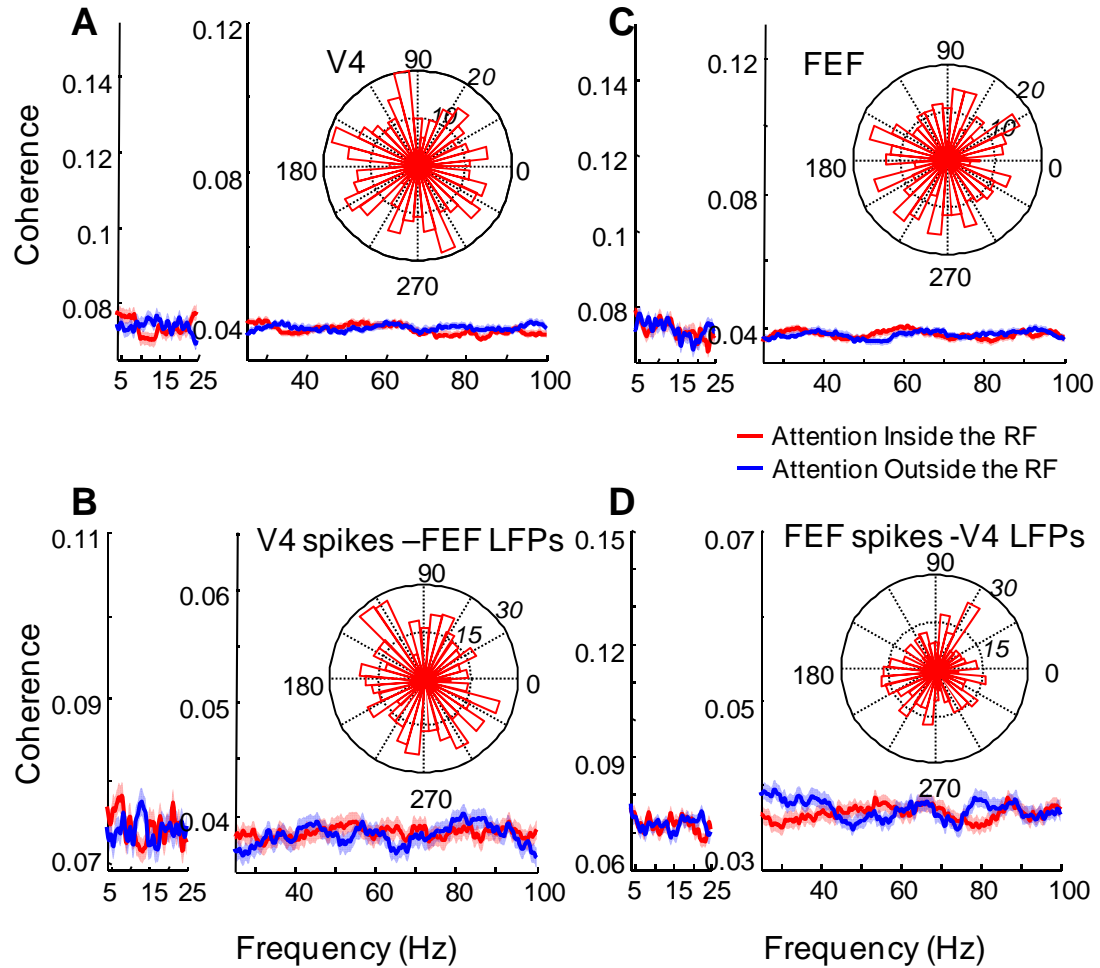 A
V4
Coherence
0.14
0.12
0.1
0.08
0.12
0.08
0.04
90
20
10
180
0
270
5 15 25
40 60 80 100
C
FEF
0.14
0.12
0.1
0.08
0.12
0.08
0.04
90
20
10
180
0
270
5 15 25
40 60 80 100
Attention Inside the RF
Attention Outside the RF
B
V4 spikes –FEF LFPs
Coherence
0.11
0.09
0.07
0.06
0.05
0.04
90
30
15
180
0
270
5 15 25
40 60 80 100
Frequency (Hz)
D
FEF spikes -V4 LFPs
0.15
0.12
0.09
0.06
0.07
0.05
0.03
90
30
15
180
0
270
5 15 25
40 60 80 100
Frequency (Hz)